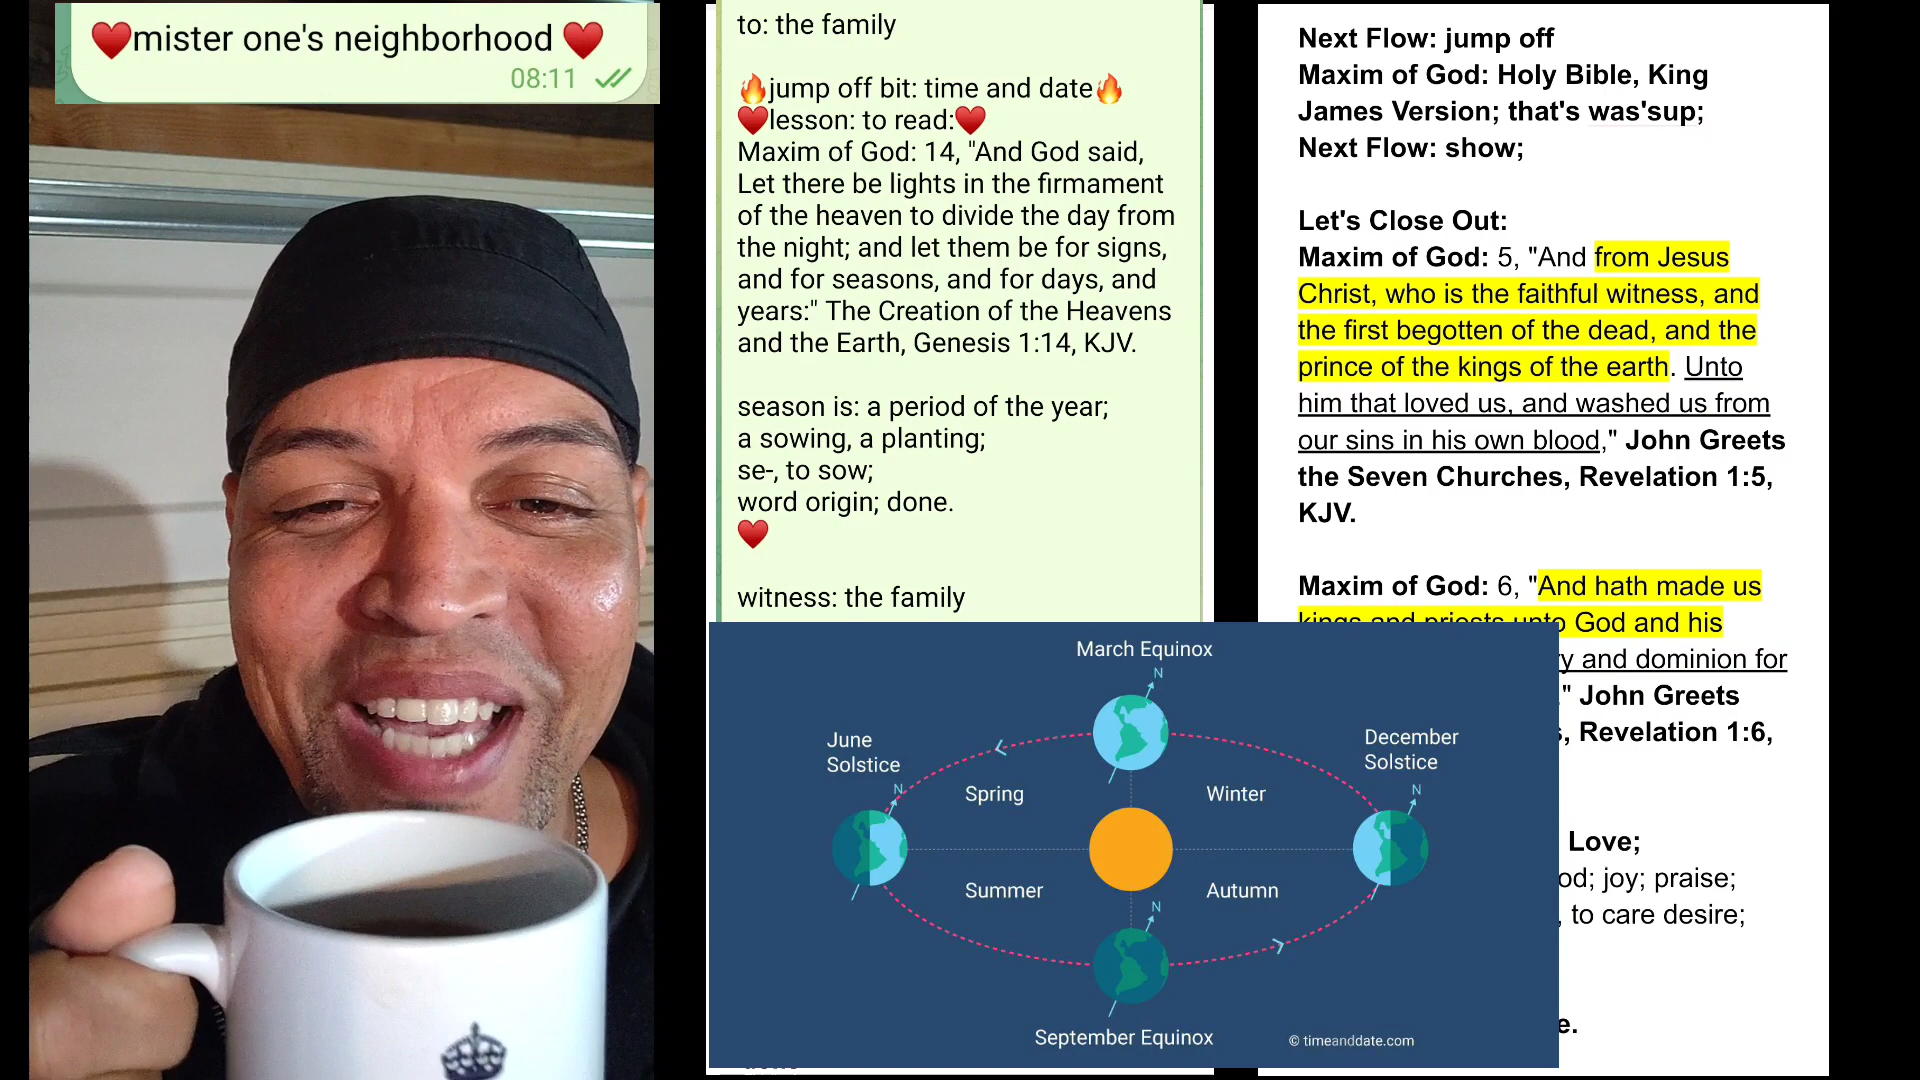 ❤️mister one's neighborhood ❤️
08:11
to: the family
🔥jump off bit: time and date🔥
❤️lesson: to read:❤️
Maxim of God: 14, "And God said,
Let there be lights in the firmament
of the heaven to divide the day from
the night; and let them be for signs,
and for seasons, and for days, and
years:" The Creation of the Heavens
and the Earth, Genesis 1:14, KJV.
season is: a period of the year;
a sowing, a planting;
se-, to sow;
word origin; done.
❤️
witness: the family
March Equinox
N
June
Solstice
N
December
Solstice
N
Spring
Winter
Summer
Autumn
N
September Equinox
© timeanddate.com
Next Flow: jump off
Maxim of God: Holy Bible, King
James Version; that's was'sup;
Next Flow: show;
Let's Close Out:
Maxim of God: 5, "And from Jesus
Christ, who is the faithful witness, and
the first begotten of the dead, and the
prince of the kings of the earth. Unto
him that loved us, and washed us from
our sins in his own blood," John Greets
the Seven Churches, Revelation 1:5,
KJV.
Maxim of God: 6, "And hath made us
kings and priests unto God and his
and dominion for
" John Greets
Revelation 1:6,
Love;
joy; praise;
, to care desire;